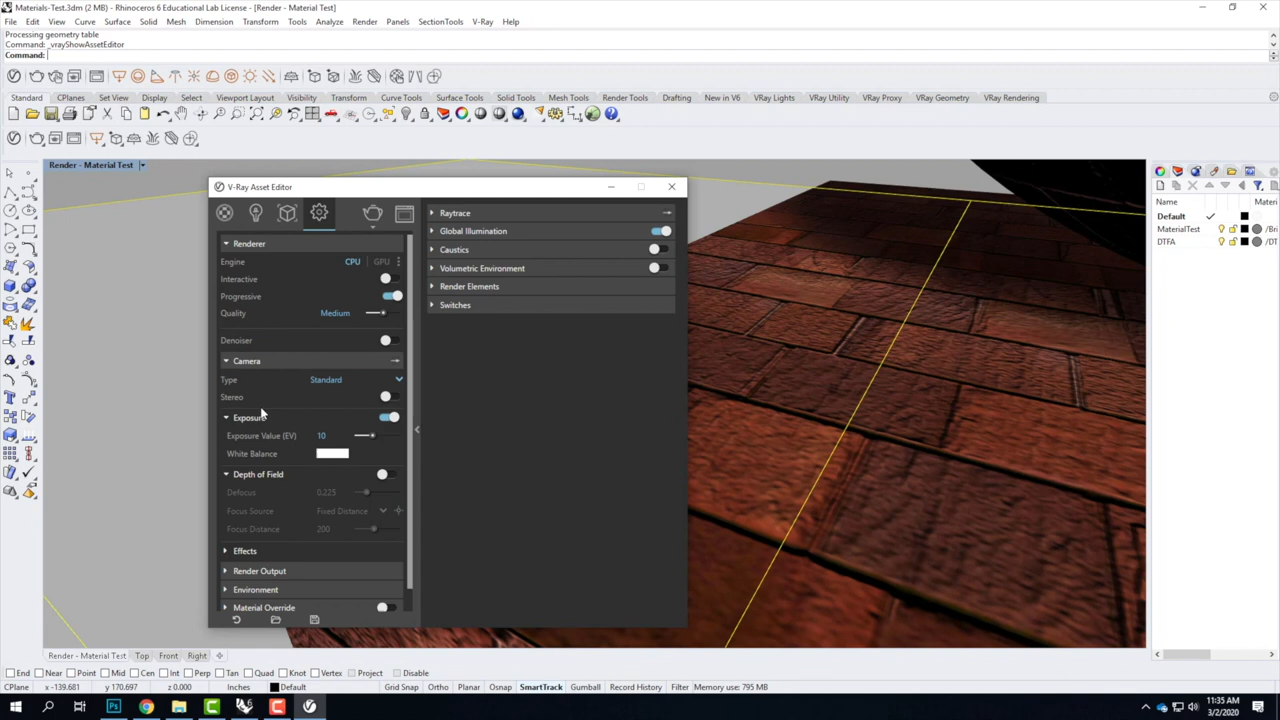 Materials-Test.3dm (2 MB) - Rhinoceros 6 Educational Lab License - [Render - Material Test]
File Edit View Curve Surface Solid Mesh Dimension Transform Tools Analyze Render Panels SectionTools V-Ray Help
Processing geometry table
Command: _vrayShowAssetEditor
Command:
Standard CPlanes Set View Display Select Viewport Layout Visibility Transform Curve Tools Surface Tools Solid Tools Mesh Tools Render Tools Drafting New in V6 VRay Lights VRay Utility VRay Proxy VRay Geometry VRay Rendering
Render - Material Test
V-Ray Asset Editor
Renderer
Engine CPU GPU
Interactive
Progressive
Quality Medium
Denoiser
Camera
Type Standard
Stereo
Exposure
Exposure Value (EV) 10
White Balance
Depth of Field
Defocus 0.225
Focus Source Fixed Distance
Focus Distance 200
Effects
Render Output
Environment
Material Override
Raytrace
Global Illumination
Caustics
Volumetric Environment
Render Elements
Switches
Name Materi
Default
MaterialTest /Bri
DTFA /DT
Render - Material Test Top Front Right
End Near Point Mid Cen Int Perp Tan Quad Knot Vertex Project Disable
CPlane x -139.681 y 170.697 z 0.000 Inches Default Grid Snap Ortho Planar Osnap SmartTrack Gumball Record History Filter Memory use: 795 MB
Ps
11:35 AM
3/2/2020